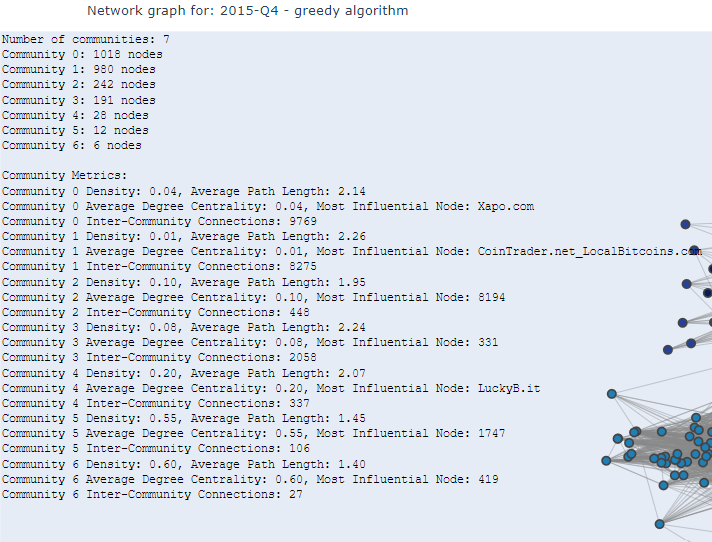 Network graph for: 2015-Q4 - greedy algorithm
Number of communities: 7
Community 0: 1018 nodes
Community 1: 980 nodes
Community 2: 242 nodes
Community 3: 191 nodes
Community 4: 28 nodes
Community 5: 12 nodes
Community 6: 6 nodes
Community Metrics:
Community 0 Density: 0.04, Average Path Length: 2.14
Community 0 Average Degree Centrality: 0.04, Most Influential Node: Xapo.com
Community 0 Inter-Community Connections: 9769
Community 1 Density: 0.01, Average Path Length: 2.26
Community 1 Average Degree Centrality: 0.01, Most Influential Node: CoinTrader.net_LocalBitcoins.com
Community 1 Inter-Community Connections: 8275
Community 2 Density: 0.10, Average Path Length: 1.95
Community 2 Average Degree Centrality: 0.10, Most Influential Node: 8194
Community 2 Inter-Community Connections: 448
Community 3 Density: 0.08, Average Path Length: 2.24
Community 3 Average Degree Centrality: 0.08, Most Influential Node: 331
Community 3 Inter-Community Connections: 2058
Community 4 Density: 0.20, Average Path Length: 2.07
Community 4 Average Degree Centrality: 0.20, Most Influential Node: LuckyB.it
Community 4 Inter-Community Connections: 337
Community 5 Density: 0.55, Average Path Length: 1.45
Community 5 Average Degree Centrality: 0.55, Most Influential Node: 1747
Community 5 Inter-Community Connections: 106
Community 6 Density: 0.60, Average Path Length: 1.40
Community 6 Average Degree Centrality: 0.60, Most Influential Node: 419
Community 6 Inter-Community Connections: 27